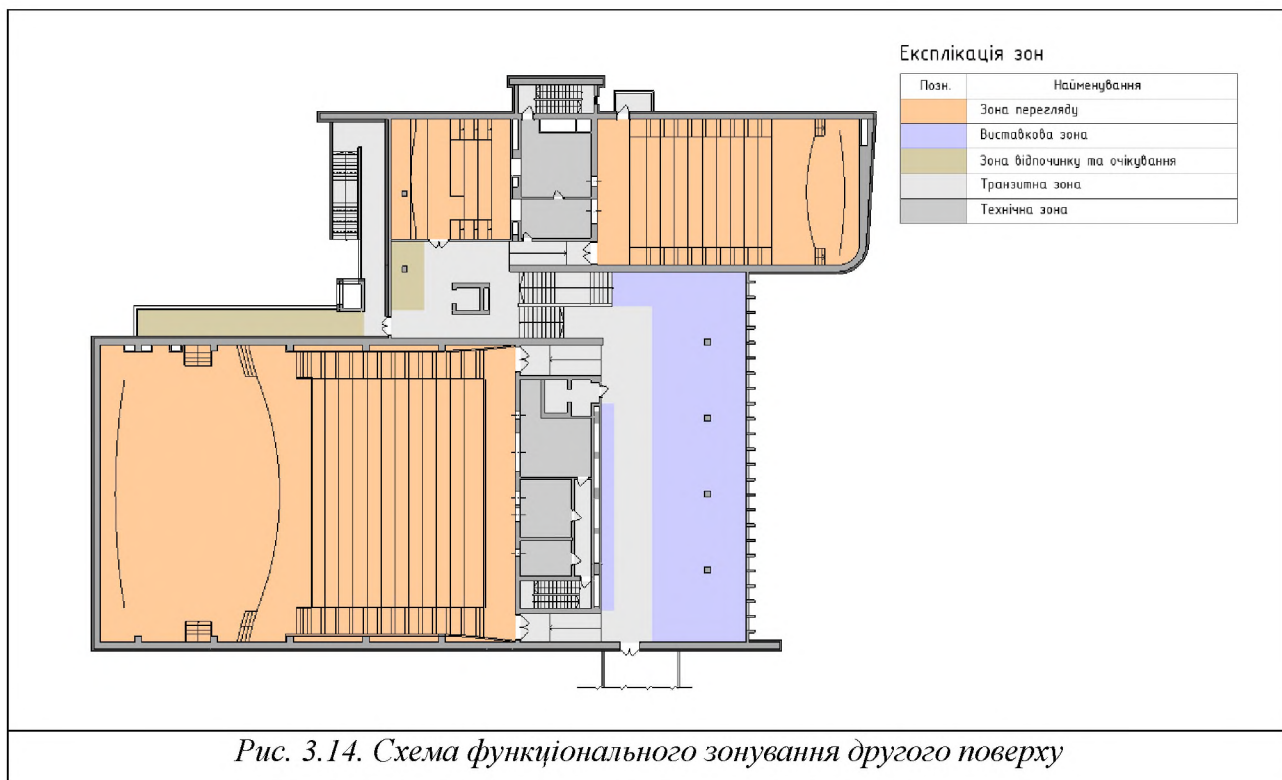 Експлікація зон
Позн. Найменування
Зона перегляду
Виставкова зона
Зона відпочинку та очікування
Транзитна зона
Технічна зона
Рис. 3.14. Схема функціонального зонування другого поверху